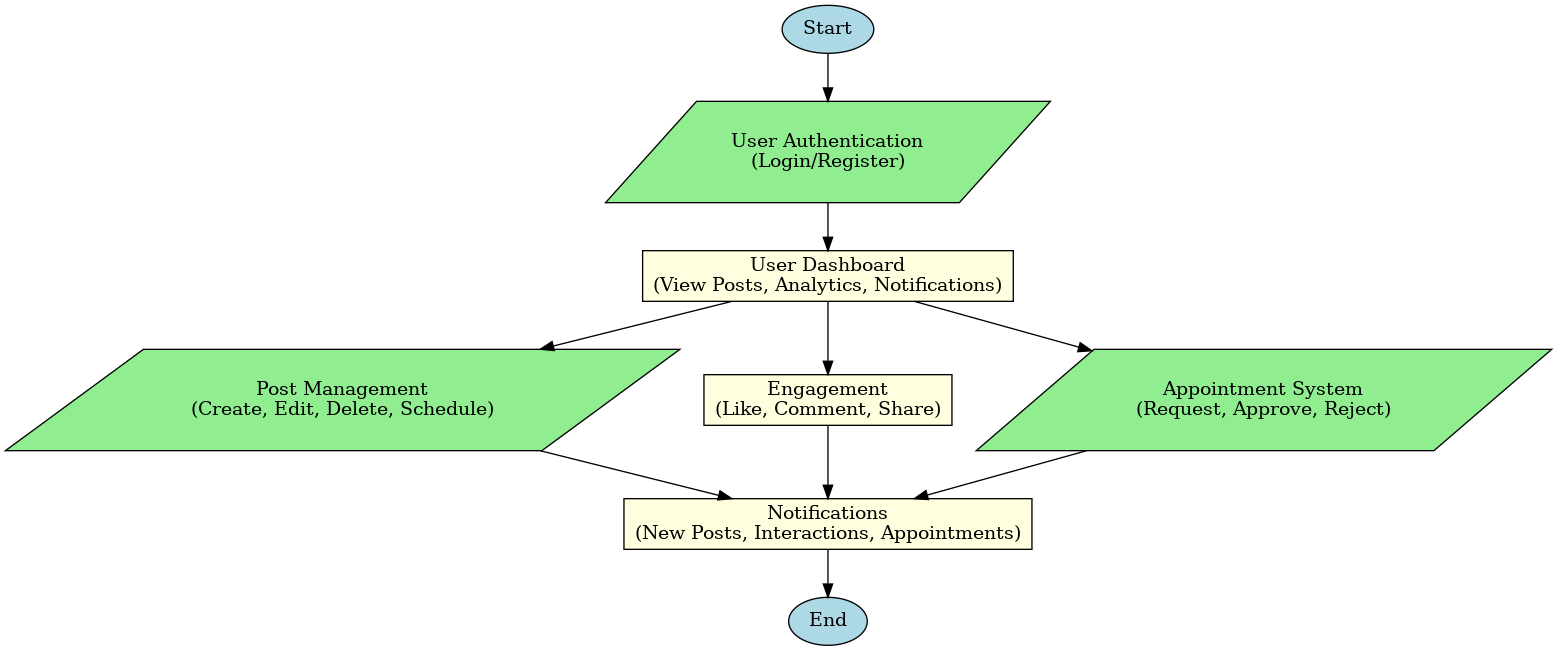 Start
User Authentication
(Login/Register)
User Dashboard
(View Posts, Analytics, Notifications)
Post Management
(Create, Edit, Delete, Schedule)
Engagement
(Like, Comment, Share)
Appointment System
(Request, Approve, Reject)
Notifications
(New Posts, Interactions, Appointments)
End